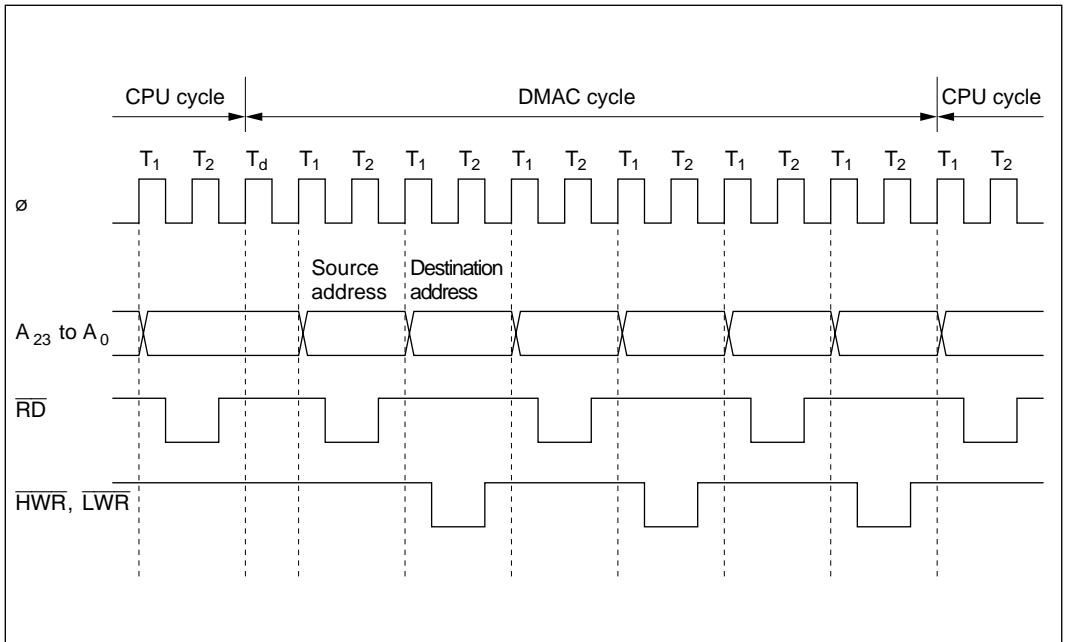 CPU cycle DMAC cycle CPU cycle
T1 T2 Td T1 T2 T1 T2 T1 T2 T1 T2 T1 T2 T1 T2 T1 T2
ø
Source Destination
address address
A23 to A0
RD
HWR, LWR